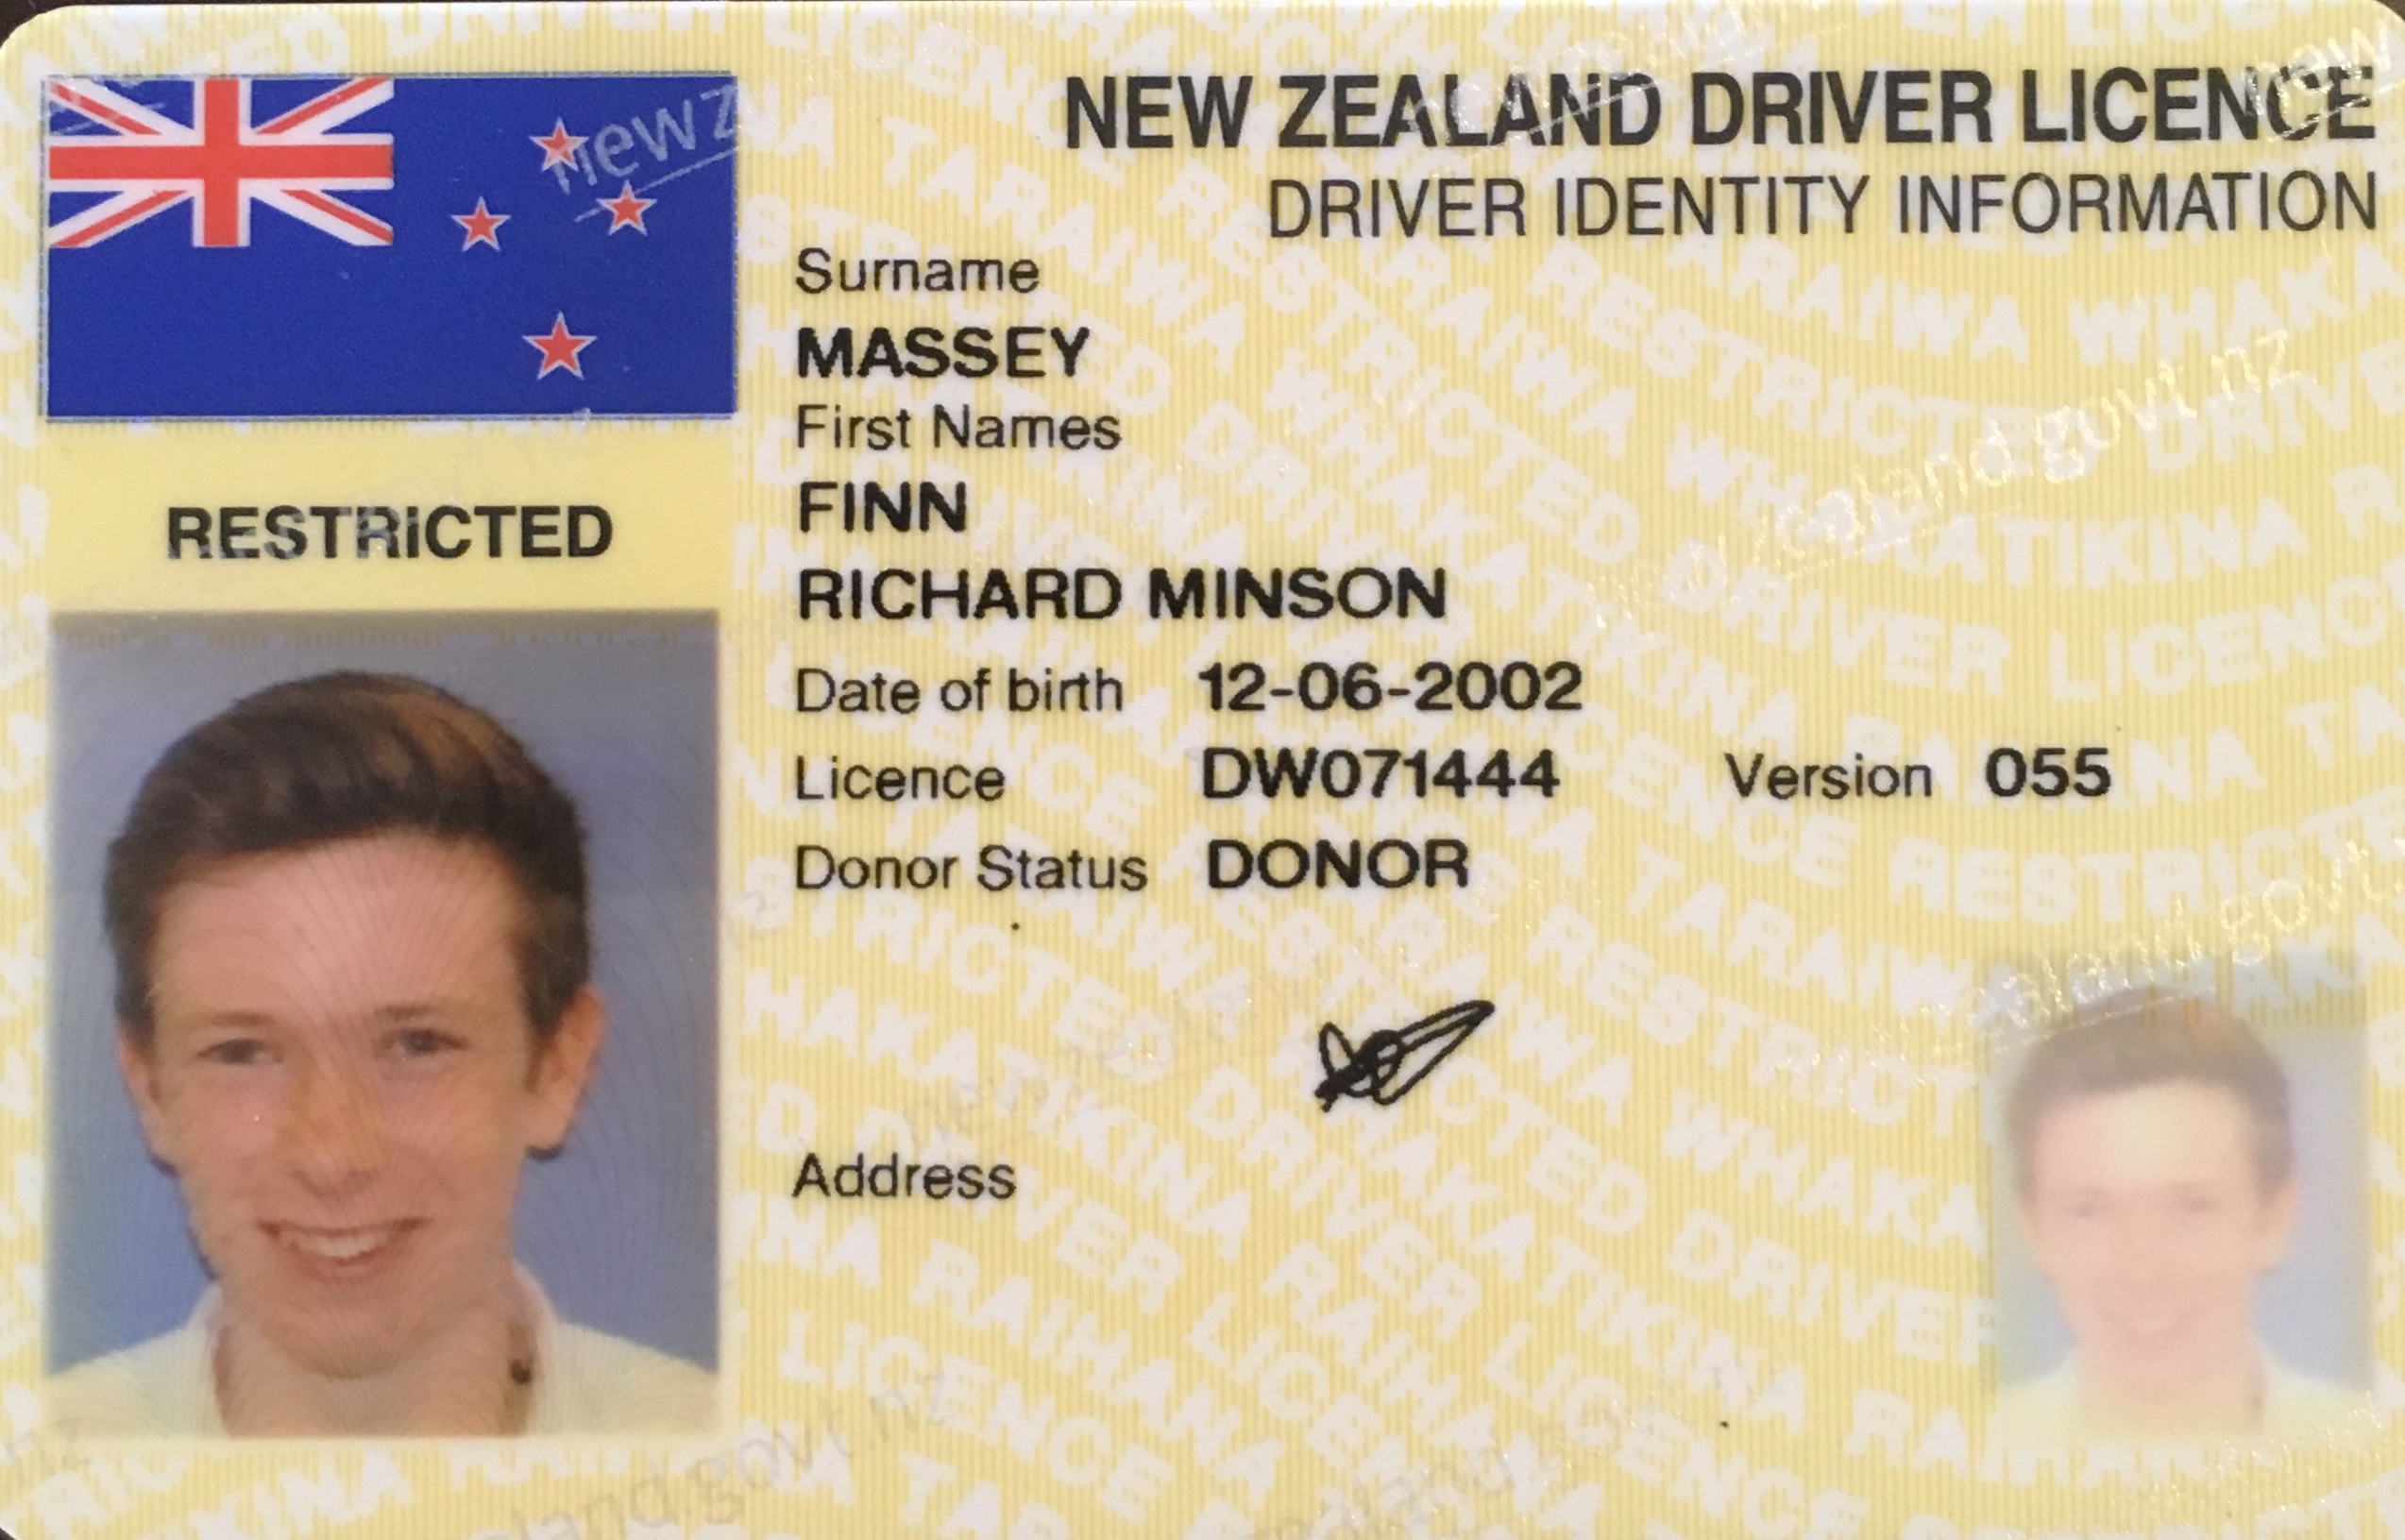 NEW ZEALAND DRIVER LICENCE
DRIVER IDENTITY INFORMATION
RESTRICTED
Surname
MASSEY
First Names
FINN
RICHARD MINSON
Date of birth 12-06-2002
Licence DW071444 Version 055
Donor Status DONOR
Address